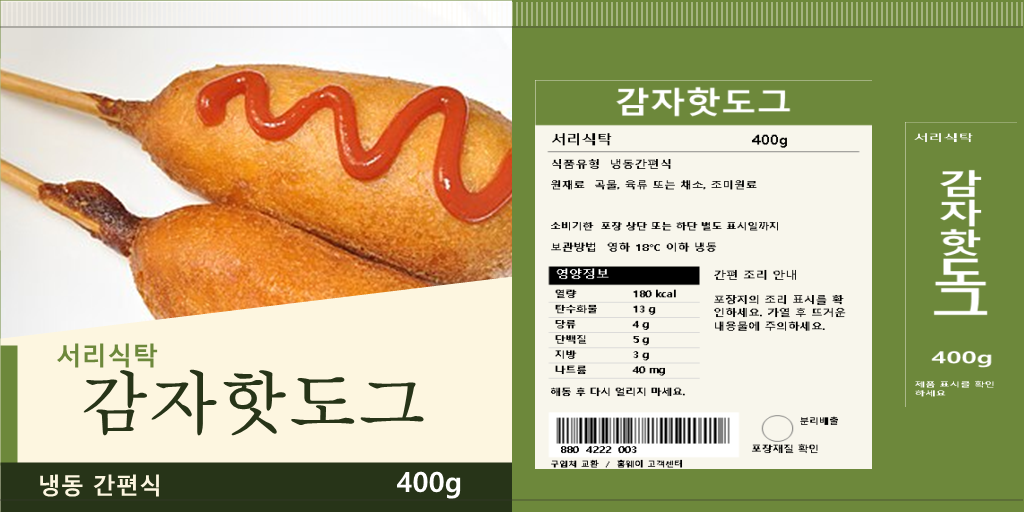 서리식탁
감자핫도그
냉동 간편식
400g
감자핫도그
서리식탁
400g
식품유형 냉동간편식
원재료 곡물, 육류 또는 채소, 조미원료
소비기한 포장 상단 또는 하단 별도 표시일까지
보관방법 영하 18℃ 이하 냉동
영양정보
열량 180 kcal
탄수화물 13 g
당류 4 g
단백질 5 g
지방 3 g
나트륨 40 mg
간편 조리 안내
포장지의 조리 표시를 확
인하세요. 가열 후 뜨거운
내용물에 주의하세요.
해동 후 다시 얼리지 마세요.
880 4222 003
분리배출
포장재질 확인
구입처 교환 / 홈웨이 고객센터
서리식탁
감자핫도그
400g
제품 표시를 확인
하세요